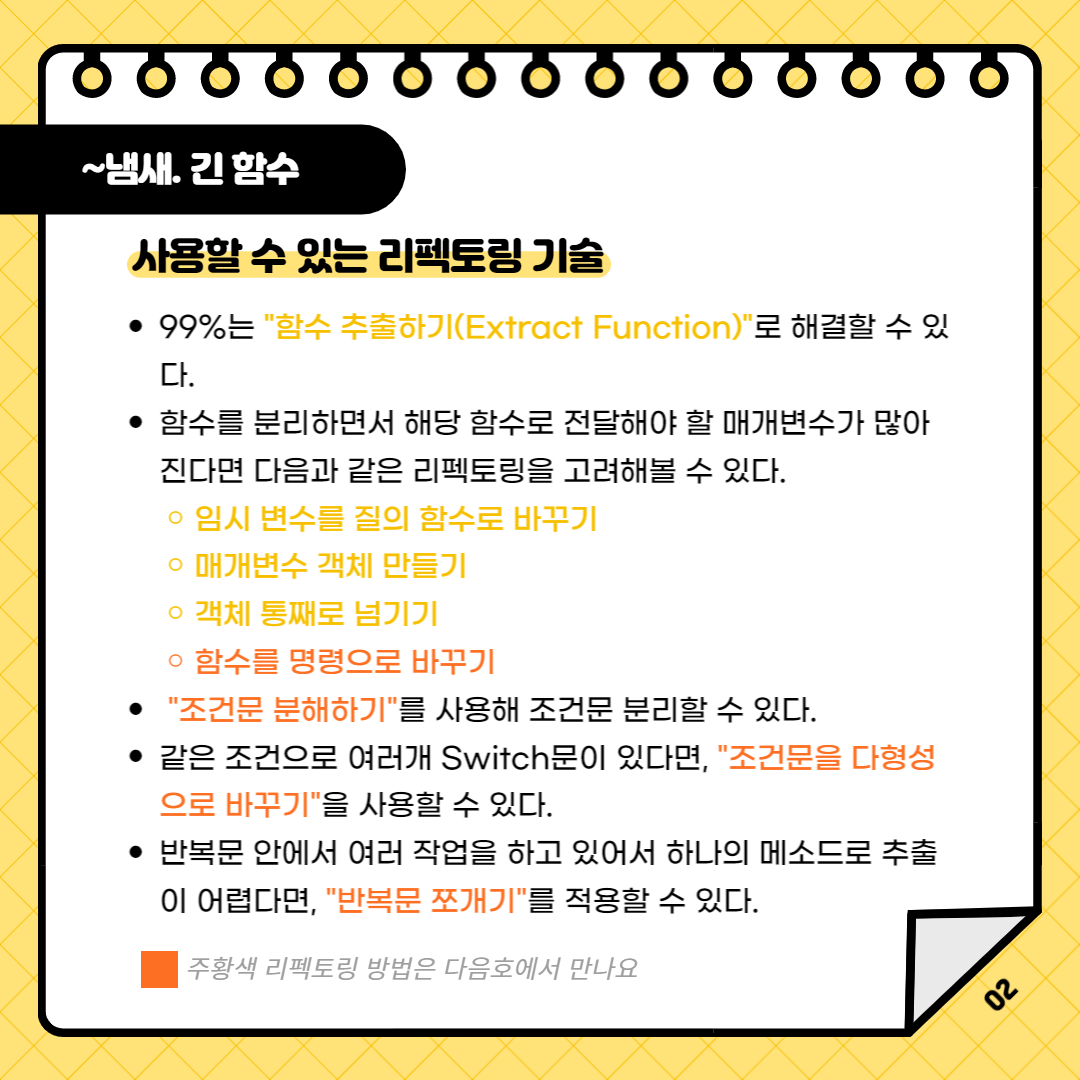 ~냄새. 긴 함수
사용할 수 있는 리펙토링 기술
• 99%는 "함수 추출하기(Extract Function)"로 해결할 수 있
다.
• 함수를 분리하면서 해당 함수로 전달해야 할 매개변수가 많아
진다면 다음과 같은 리펙토링을 고려해볼 수 있다.
○ 임시 변수를 질의 함수로 바꾸기
○ 매개변수 객체 만들기
○ 객체 통째로 넘기기
○ 함수를 명령으로 바꾸기
• "조건문 분해하기"를 사용해 조건문 분리할 수 있다.
• 같은 조건으로 여러개 Switch문이 있다면, "조건문을 다형성
으로 바꾸기"을 사용할 수 있다.
• 반복문 안에서 여러 작업을 하고 있어서 하나의 메소드로 추출
이 어렵다면, "반복문 쪼개기"를 적용할 수 있다.
주황색 리펙토링 방법은 다음호에서 만나요
02